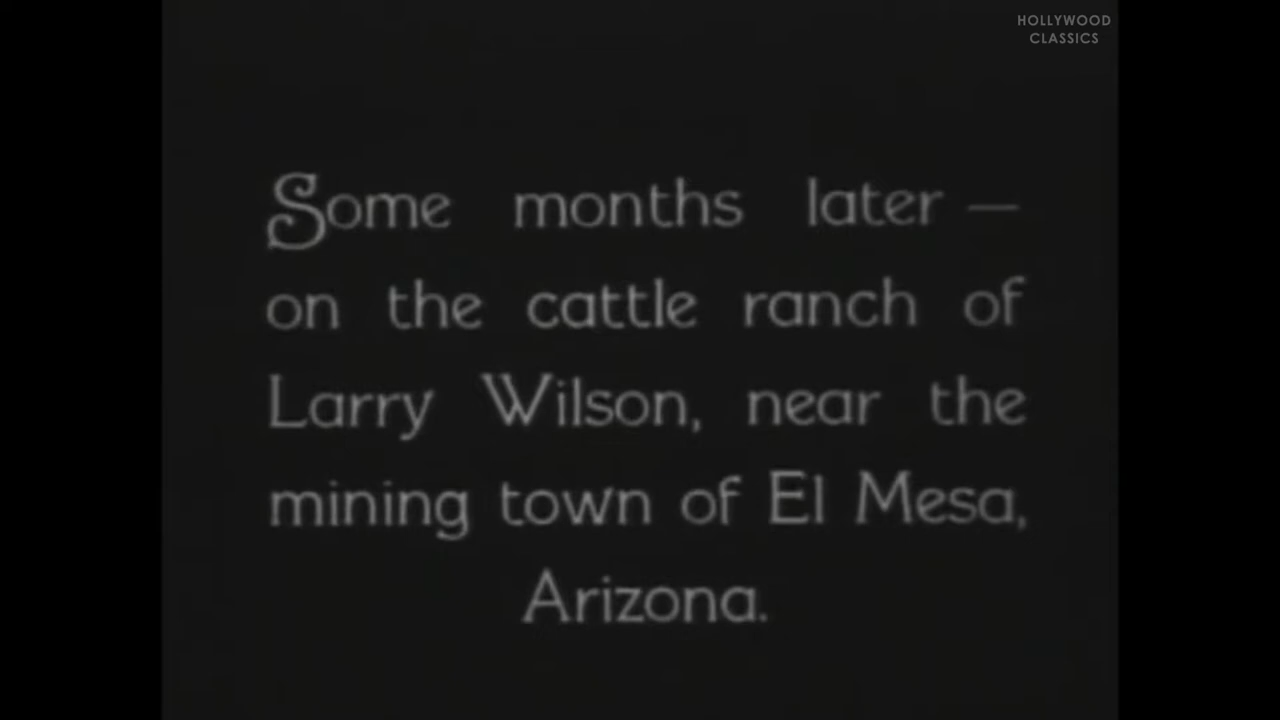 HOLLYWOOD
CLASSICS
Some months later —
on the cattle ranch of
Larry Wilson, near the
mining town of El Mesa,
Arizona.